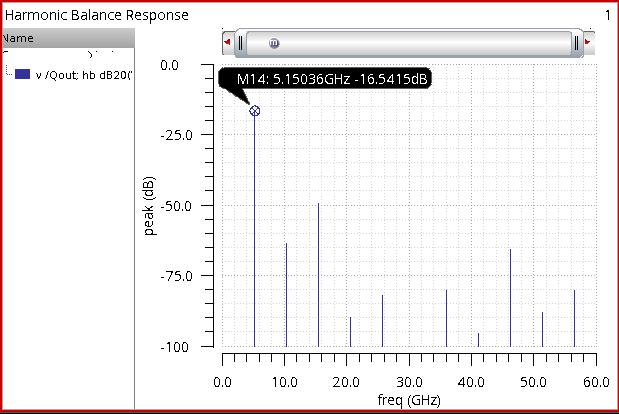 Harmonic Balance Response 1
Name
v /Qout; hb dB20('
m
M14: 5.15036GHz -16.5415dB
0.0
-25.0
-50.0
-75.0
-100
peak (dB)
0.0 10.0 20.0 30.0 40.0 50.0 60.0
freq (GHz)